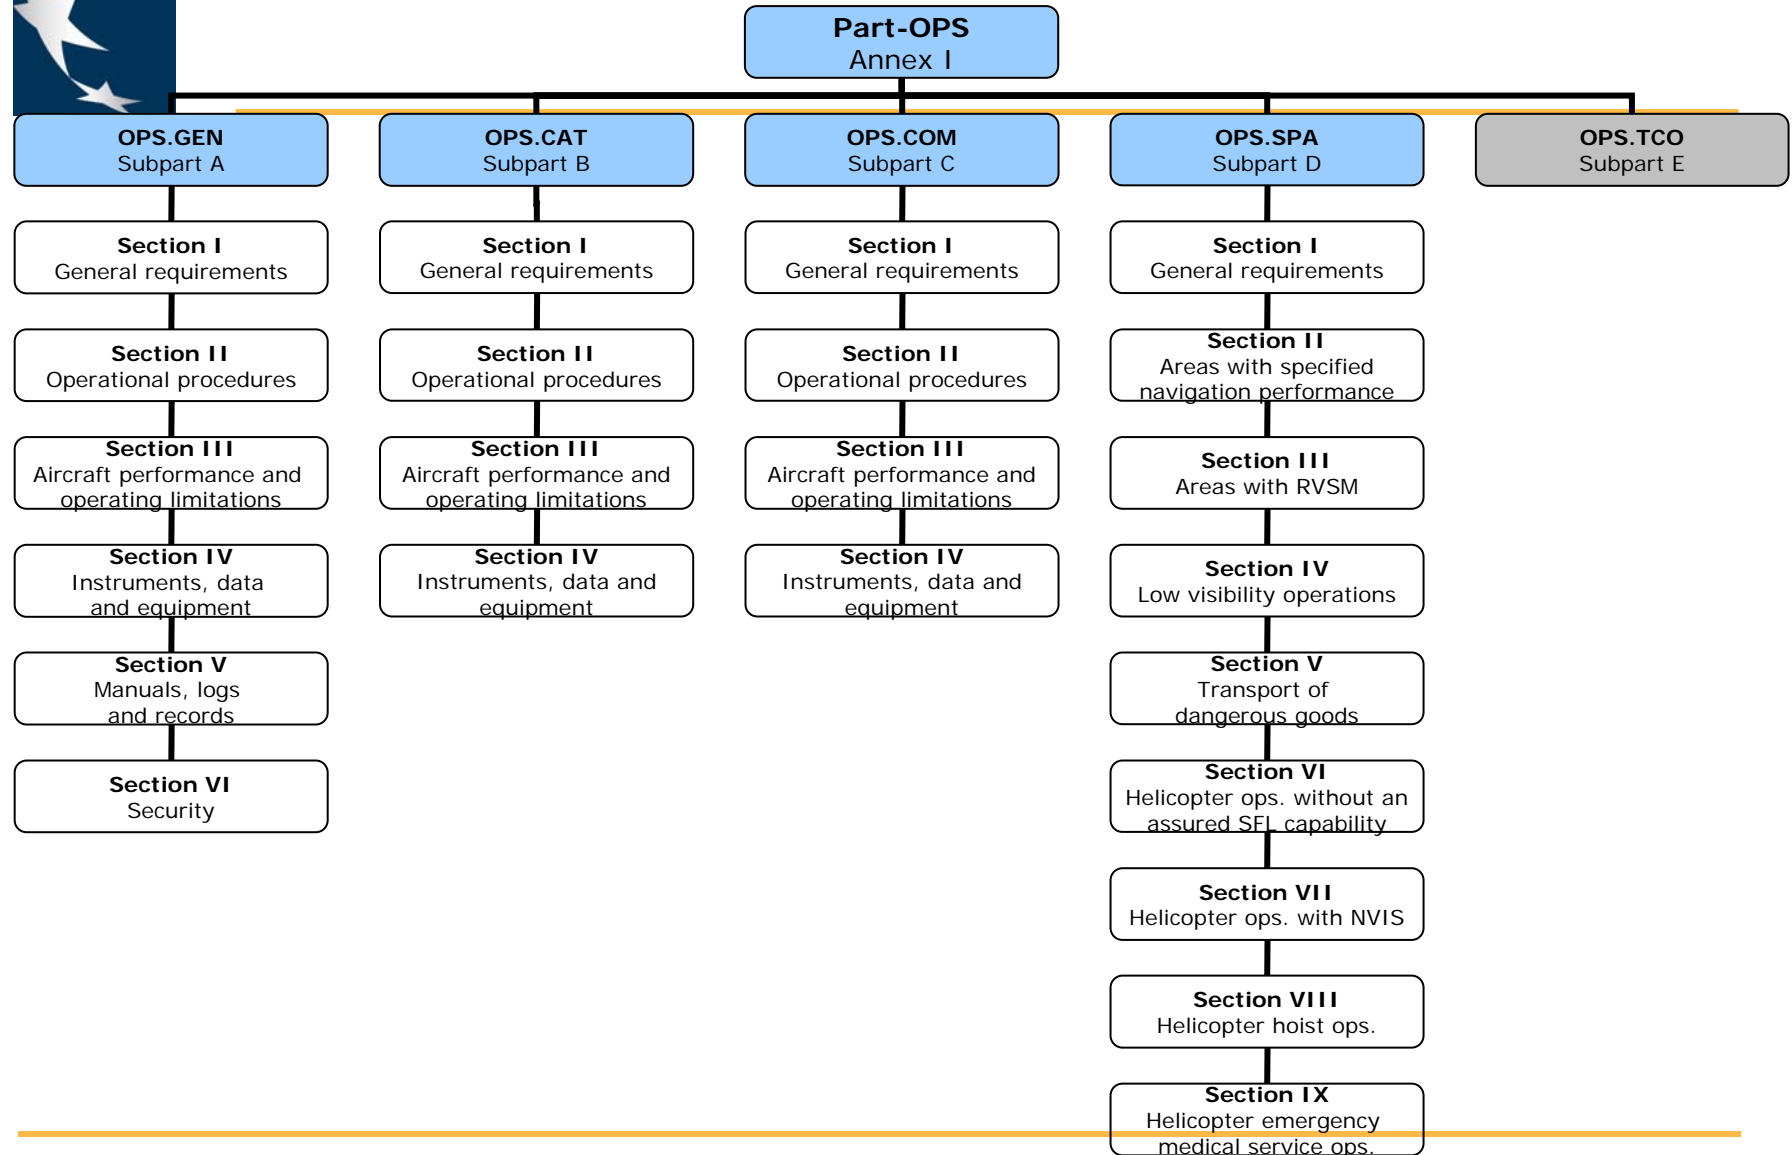 Part-OPS
Annex I
OPS.GEN
Subpart A
OPS.CAT
Subpart B
OPS.COM
Subpart C
OPS.SPA
Subpart D
OPS.TCO
Subpart E
Section I
General requirements
Section II
Operational procedures
Section III
Aircraft performance and
operating limitations
Section IV
Instruments, data
and equipment
Section V
Manuals, logs
and records
Section VI
Security
Section I
General requirements
Section II
Operational procedures
Section III
Aircraft performance and
operating limitations
Section IV
Instruments, data and
equipment
Section I
General requirements
Section II
Operational procedures
Section III
Aircraft performance and
operating limitations
Section IV
Instruments, data and
equipment
Section I
General requirements
Section II
Areas with specified
navigation performance
Section III
Areas with RVSM
Section IV
Low visibility operations
Section V
Transport of
dangerous goods
Section VI
Helicopter ops. without an
assured SFL capability
Section VII
Helicopter ops. with NVIS
Section VIII
Helicopter hoist ops.
Section IX
Helicopter emergency
medical service ops.